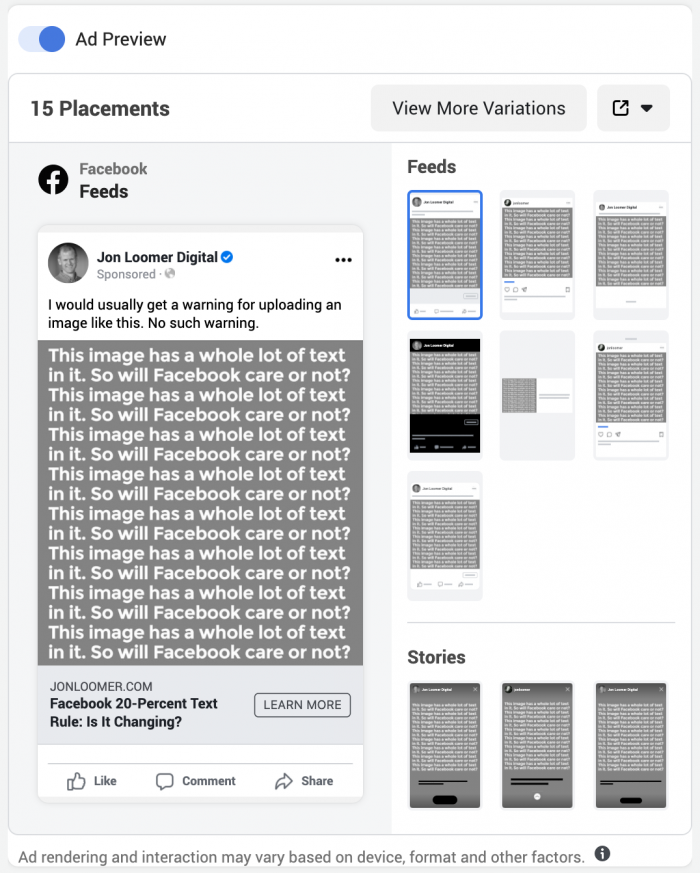 Ad Preview
15 Placements
View More Variations
Facebook
Feeds
Jon Loomer Digital
Sponsored ·
I would usually get a warning for uploading an
image like this. No such warning.
This image has a whole lot of text
in it. So will Facebook care or not?
This image has a whole lot of text
in it. So will Facebook care or not?
This image has a whole lot of text
in it. So will Facebook care or not?
This image has a whole lot of text
in it. So will Facebook care or not?
This image has a whole lot of text
in it. So will Facebook care or not?
This image has a whole lot of text
in it. So will Facebook care or not?
This image has a whole lot of text
in it. So will Facebook care or not?
This image has a whole lot of text
in it. So will Facebook care or not?
JONLOOMER.COM
Facebook 20-Percent Text
Rule: Is It Changing?
LEARN MORE
Like
Comment
Share
Feeds
Stories
Ad rendering and interaction may vary based on device, format and other factors.